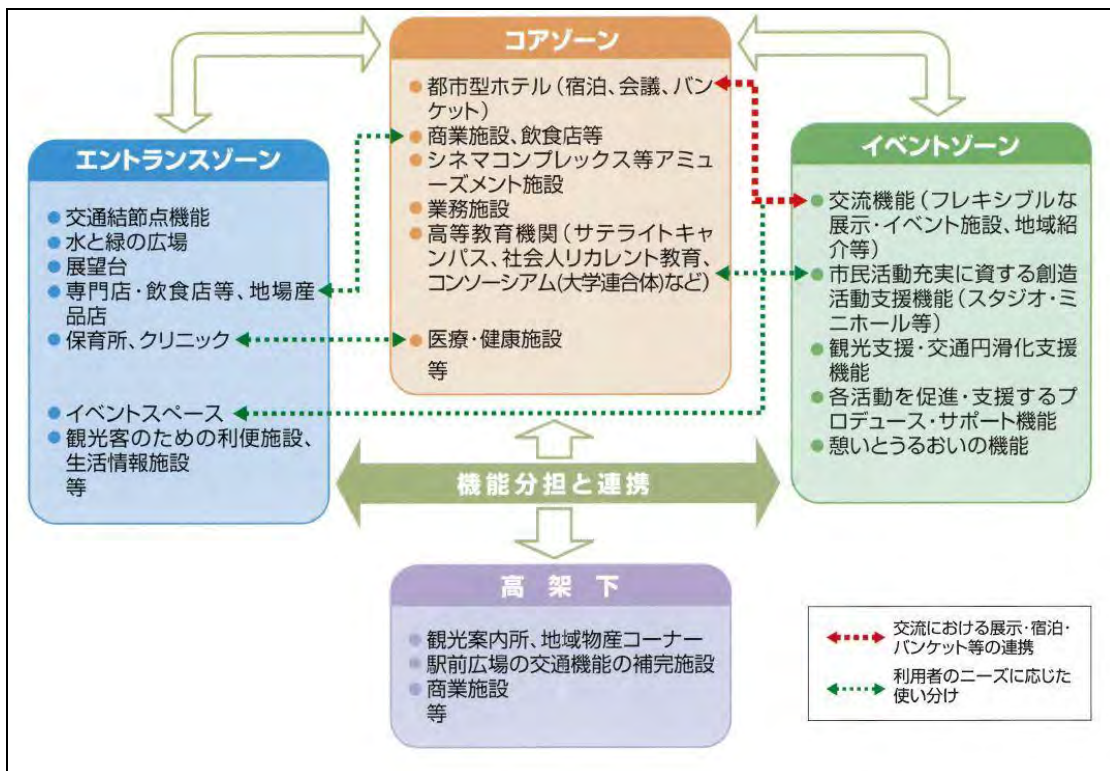 コアゾーン
都市型ホテル（宿泊、会議、バン
ケット）
商業施設、飲食店等
シネマコンプレックス等アミュ
ーズメント施設
業務施設
高等教育機関（サテライトキャ
ンパス、社会人リカレント教育、
コンソーシアム(大学連合体)など）
医療・健康施設
等
エントランスゾーン
交通結節点機能
水と緑の広場
展望台
専門店・飲食店等、地場産
品店
保育所、クリニック
イベントスペース
観光客のための利便施設、
生活情報施設
等
イベントゾーン
交流機能（フレキシブルな
展示・イベント施設、地域紹
介等）
市民活動充実に資する創造
活動支援機能（スタジオ・ミ
ニホール等）
観光支援・交通円滑化支援
機能
各活動を促進・支援するプ
ロデュース・サポート機能
憩いとうるおいの機能
機能分担と連携
高架下
観光案内所、地域物産コーナー
駅前広場の交通機能の補完施設
商業施設
等
交流における展示・宿泊・
バンケット等の連携
利用者のニーズに応じた
使い分け